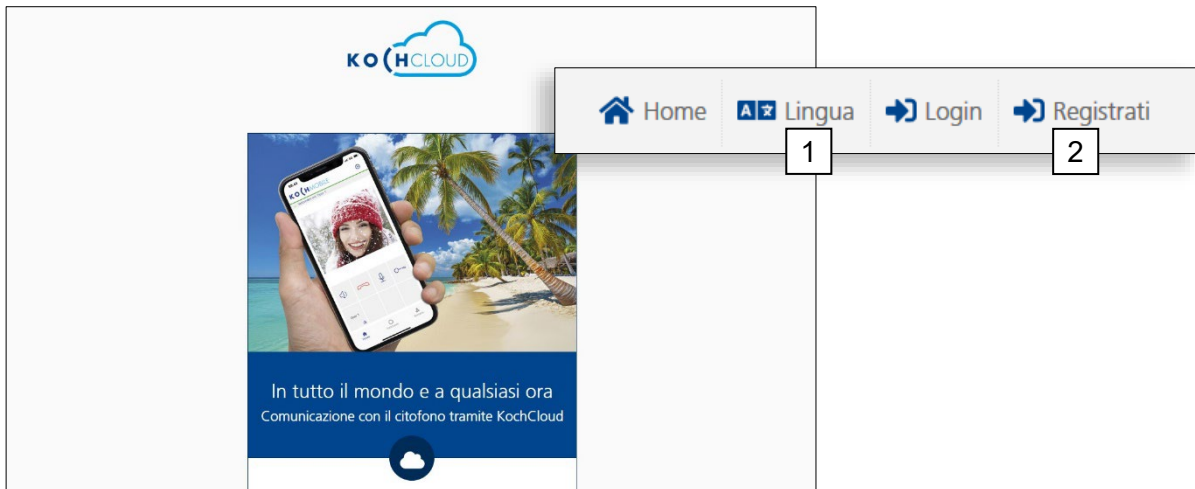 KOCHCLOUD
Home Lingua Login Registrati
1 2
KOCHMOBILE
In tutto il mondo e a qualsiasi ora
Comunicazione con il citofono tramite KochCloud